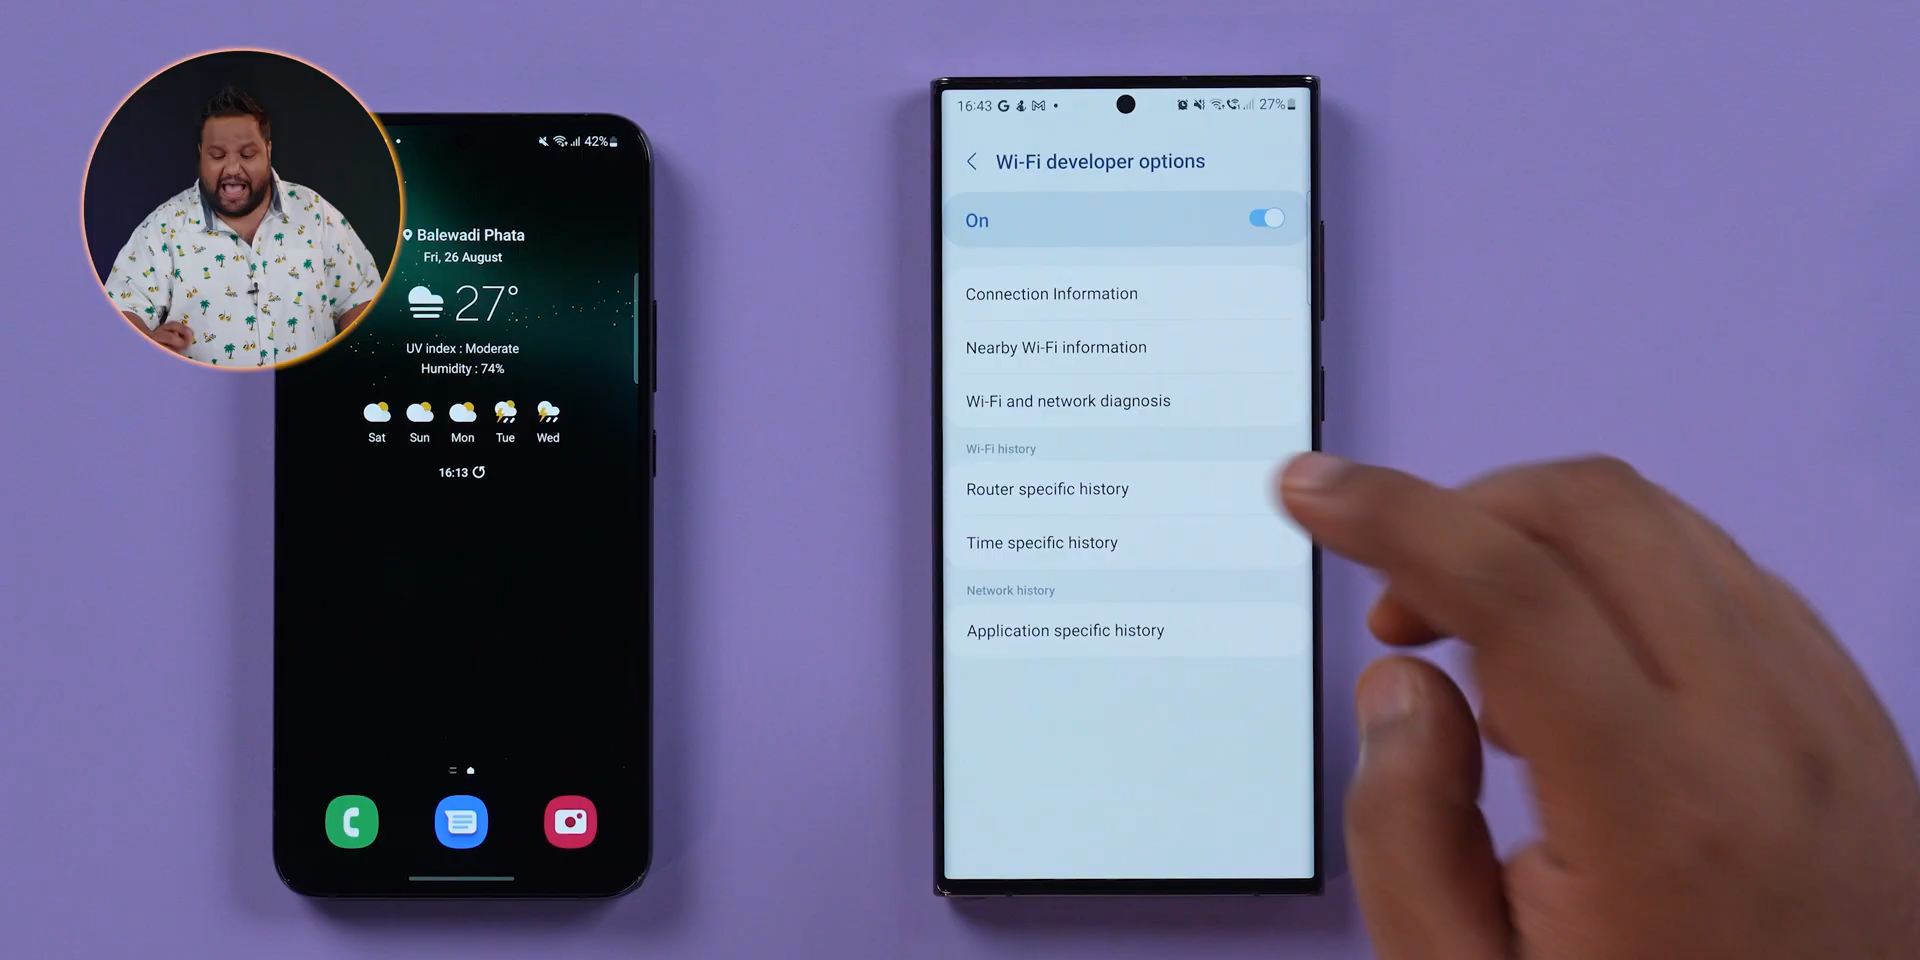 42%
Balewadi Phata
Fri, 26 August
27°
UV index : Moderate
Humidity : 74%
Sat Sun Mon Tue Wed
16:13
16:43 27%
Wi-Fi developer options
On
Connection Information
Nearby Wi-Fi information
Wi-Fi and network diagnosis
Wi-Fi history
Router specific history
Time specific history
Network history
Application specific history